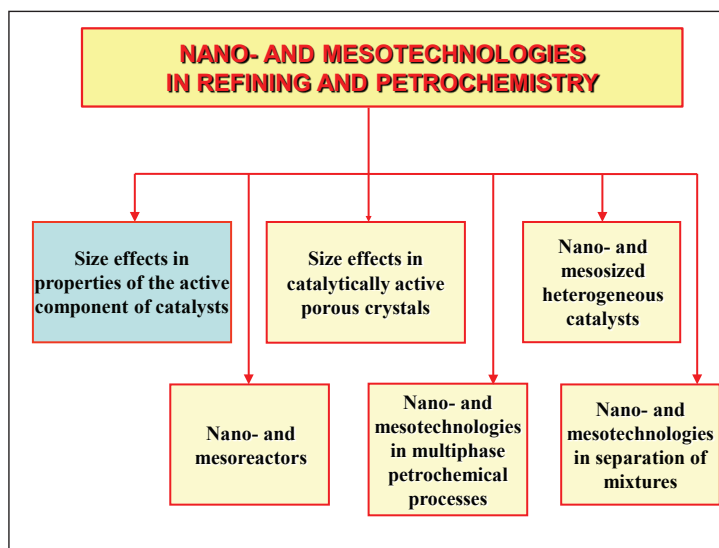 NANO- AND MESOTECHNOLOGIES
IN REFINING AND PETROCHEMISTRY
Size effects in
properties of the active
component of catalysts
Size effects in
catalytically active
porous crystals
Nano- and
mesosized
heterogeneous
catalysts
Nano- and
mesoreactors
Nano- and
mesotechnologies
in multiphase
petrochemical
processes
Nano- and
mesotechnologies
in separation of
mixtures